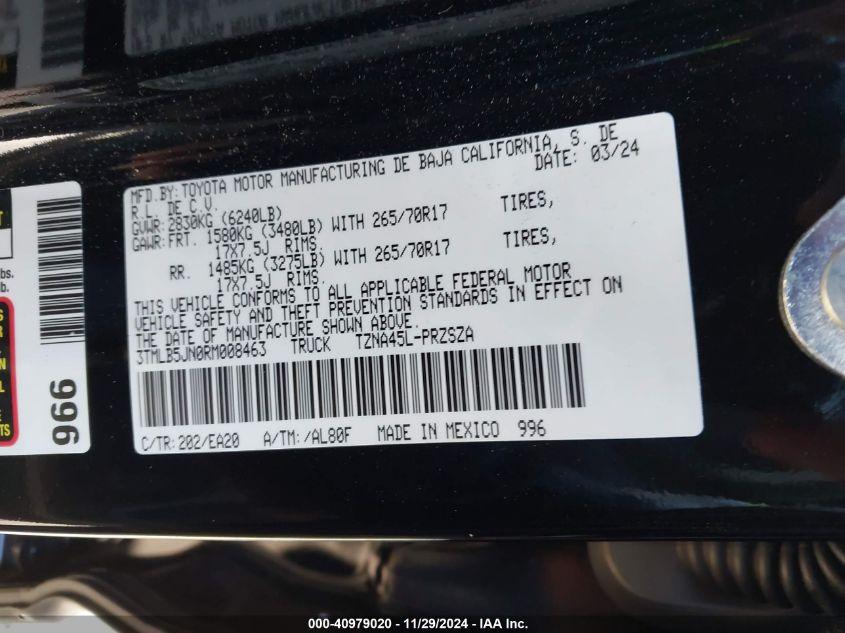 MFD.BY:TOYOTA MOTOR MANUFACTURING DE BAJA CALIFORNIA, S. DE
R.L. DE C.V.
DATE: 03/24
GVWR:2830KG (6240LB)
GAWR:FRT. 1580KG (3480LB) WITH 265/70R17 TIRES,
17X7.5J RIMS.
RR. 1485KG (3275LB) WITH 265/70R17 TIRES,
17X7.5J RIMS.
THIS VEHICLE CONFORMS TO ALL APPLICABLE FEDERAL MOTOR
VEHICLE SAFETY AND THEFT PREVENTION STANDARDS IN EFFECT ON
THE DATE OF MANUFACTURE SHOWN ABOVE.
3TMLB5JN0RM008463 TRUCK TZNA45L-PRZSZA
C/TR:202/EA20 A/TM:/AL80F MADE IN MEXICO 996
996
lbs.
lb.
000-40979020 - 11/29/2024 - IAA Inc.